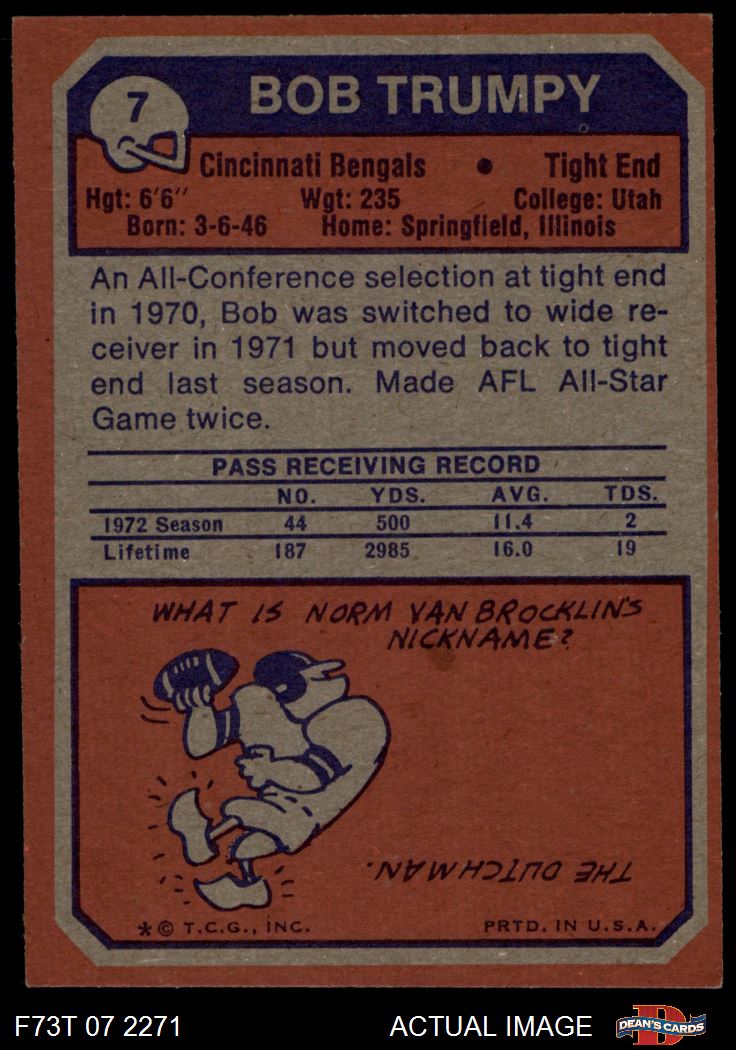 7
BOB TRUMPY
Cincinnati Bengals • Tight End
Hgt: 6'6" Wgt: 235 College: Utah
Born: 3-6-46 Home: Springfield, Illinois
An All-Conference selection at tight end
in 1970, Bob was switched to wide re-
ceiver in 1971 but moved back to tight
end last season. Made AFL All-Star
Game twice.
PASS RECEIVING RECORD
NO. YDS. AVG. TDS.
1972 Season 44 500 11.4 2
Lifetime 187 2985 16.0 19
WHAT IS NORM VAN BROCKLIN'S
NICKNAME?
THE DUTCHMAN.
*© T.C.G., INC. PRTD. IN U.S.A.
F73T 07 2271 ACTUAL IMAGE D DEAN'S CARDS